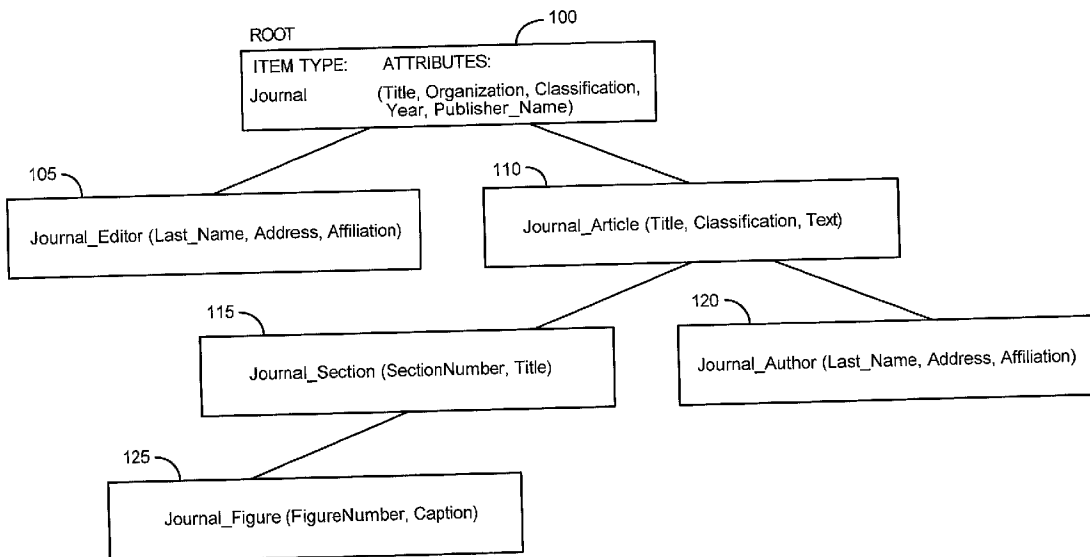 100
ROOT
ITEM TYPE: ATTRIBUTES:
Journal (Title, Organization, Classification,
Year, Publisher_Name)
105
110
Journal_Editor (Last_Name, Address, Affiliation)
Journal_Article (Title, Classification, Text)
115
120
Journal_Section (SectionNumber, Title)
Journal_Author (Last_Name, Address, Affiliation)
125
Journal_Figure (FigureNumber, Caption)